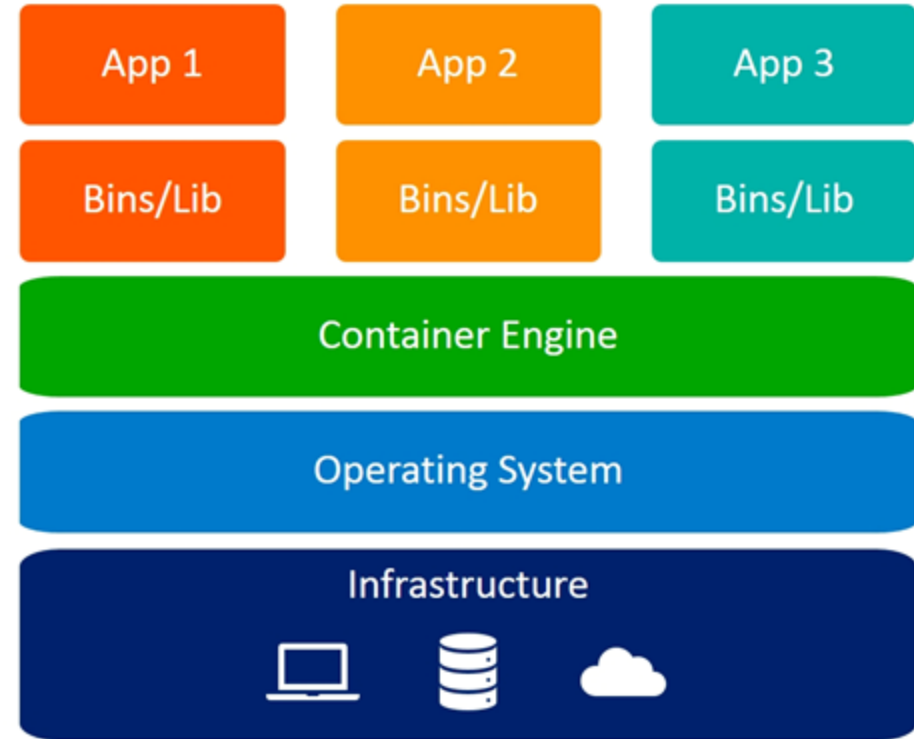 App 1
App 2
App 3
Bins/Lib
Bins/Lib
Bins/Lib
Container Engine
Operating System
Infrastructure